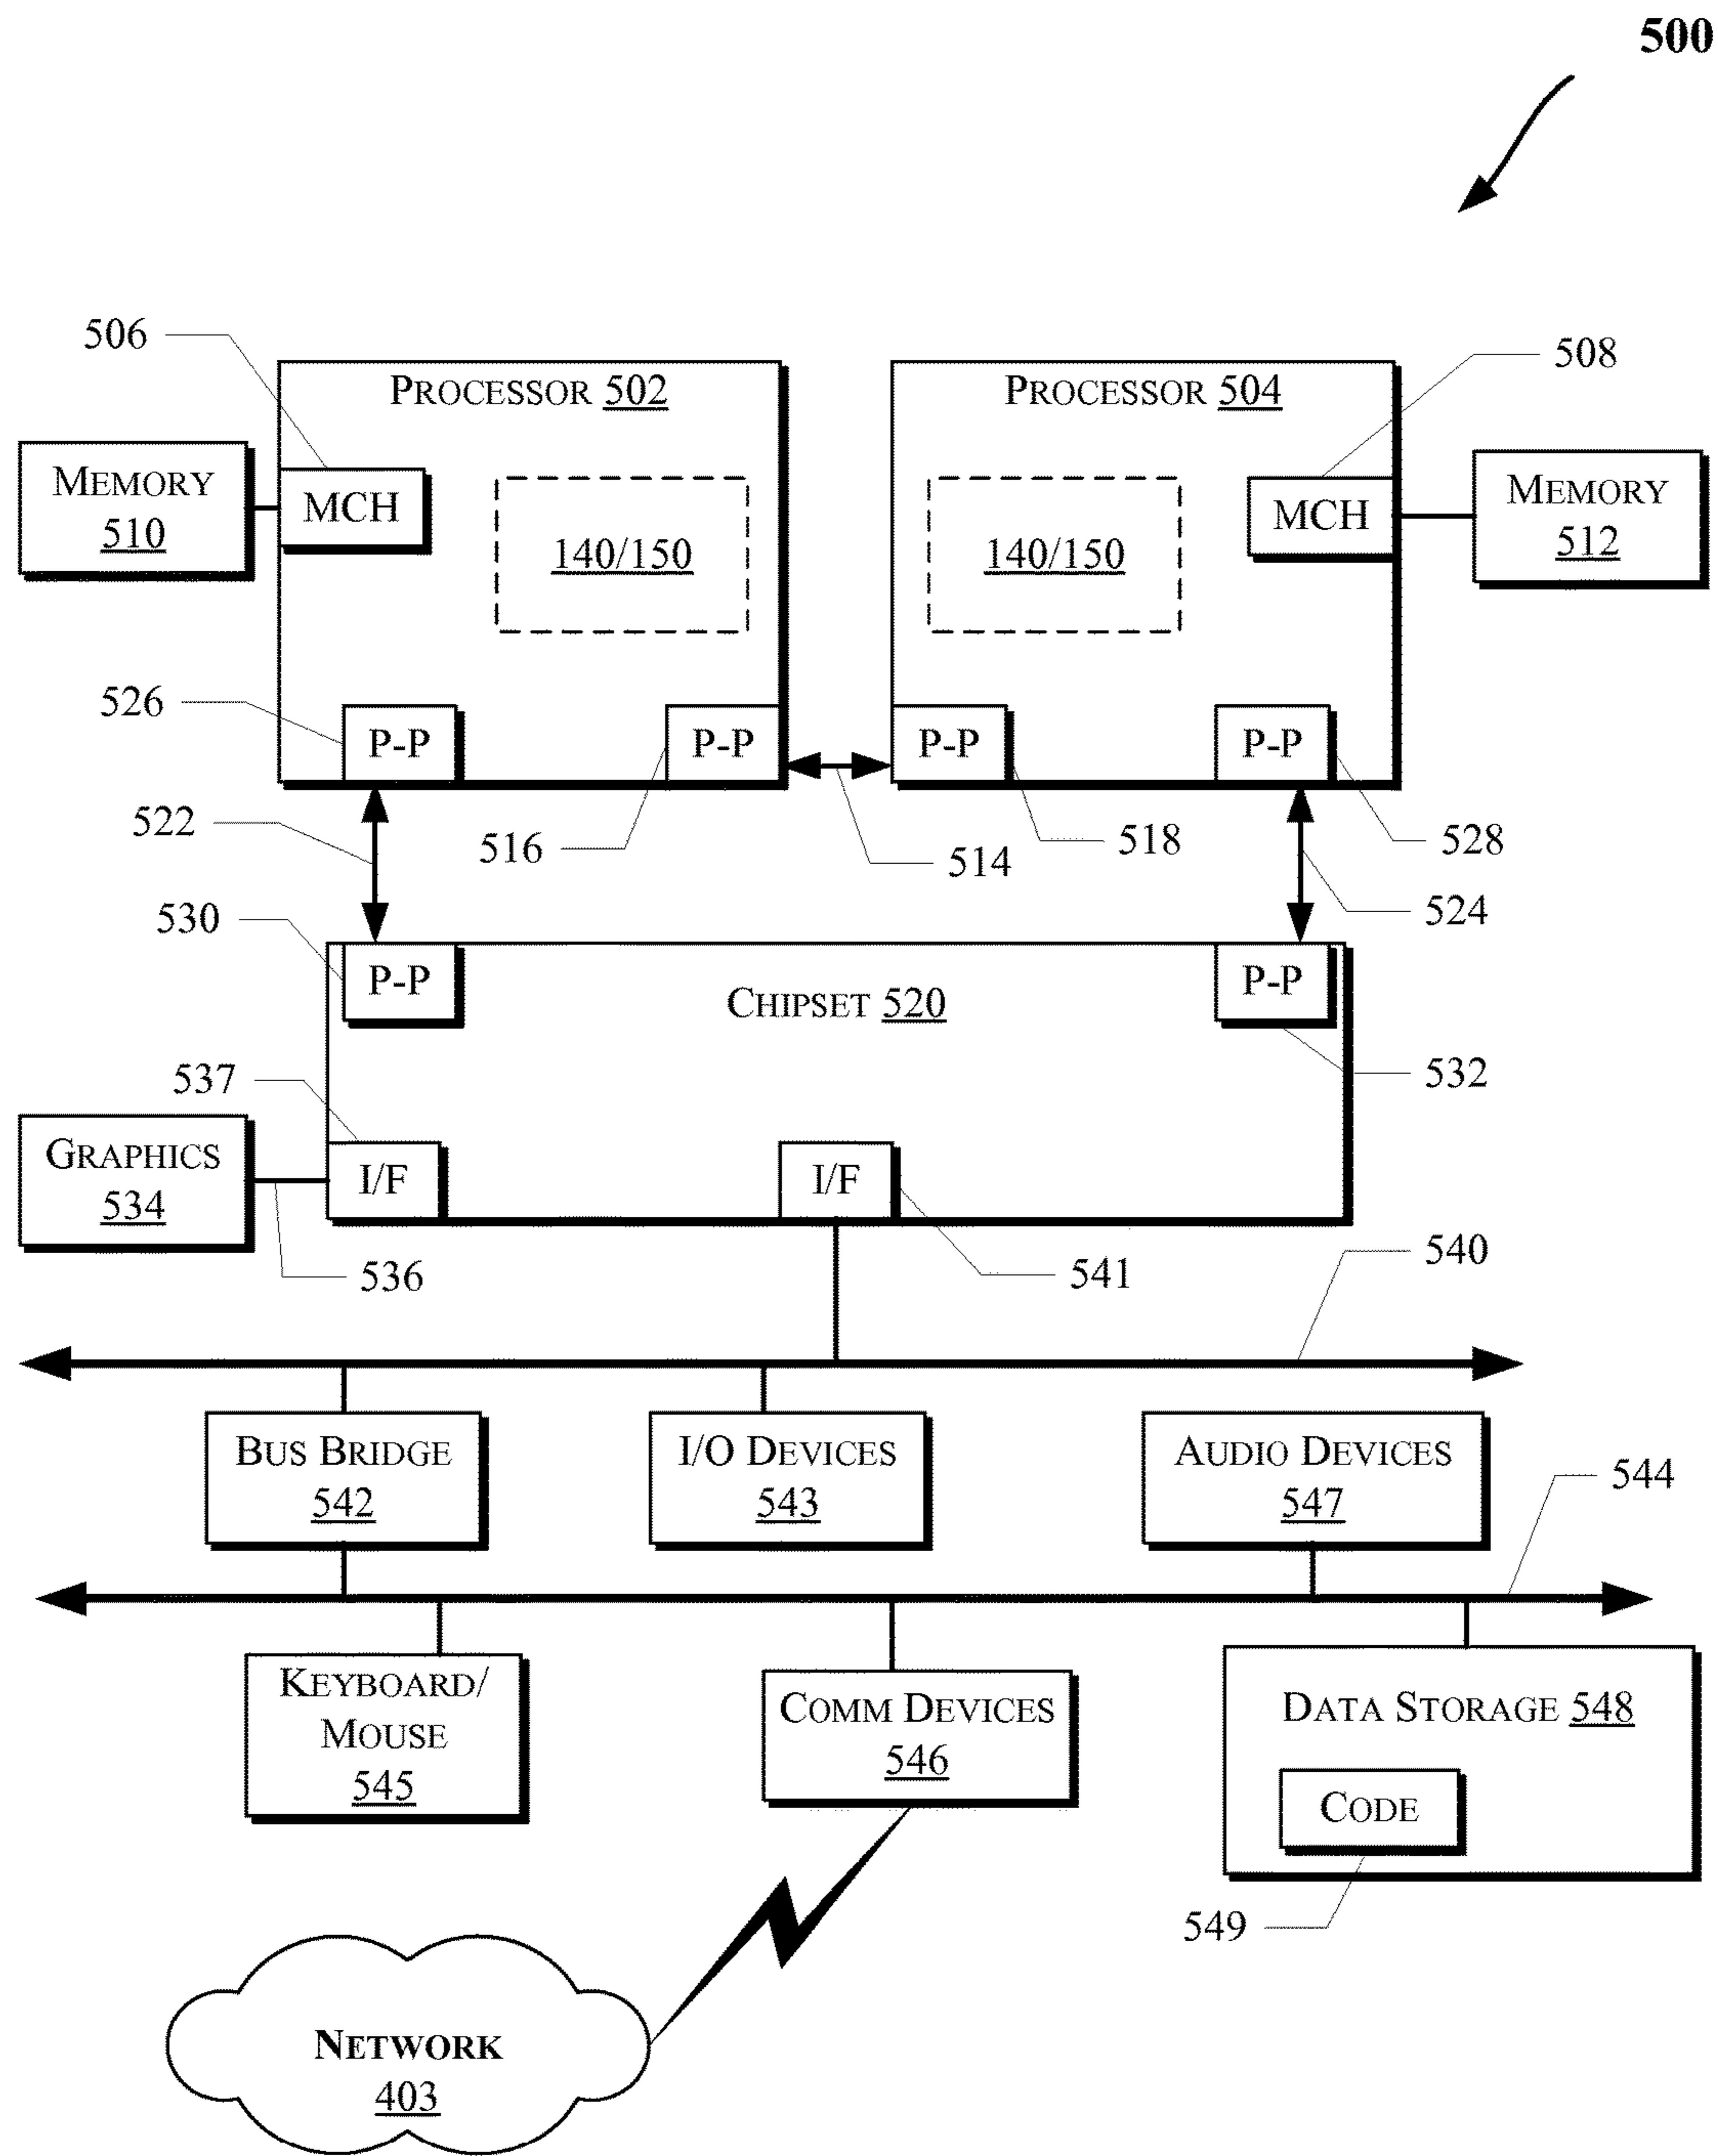 500
506
508
PROCESSOR 502
PROCESSOR 504
MEMORY
510
MCH
140/150
140/150
MCH
MEMORY
512
526
P-P
P-P
P-P
P-P
522
516
514
518
528
530
524
P-P
CHIPSET 520
P-P
537
532
GRAPHICS
534
I/F
I/F
536
541
540
BUS BRIDGE
542
I/O DEVICES
543
AUDIO DEVICES
547
544
KEYBOARD/
MOUSE
545
COMM DEVICES
546
DATA STORAGE 548
CODE
549
NETWORK
403